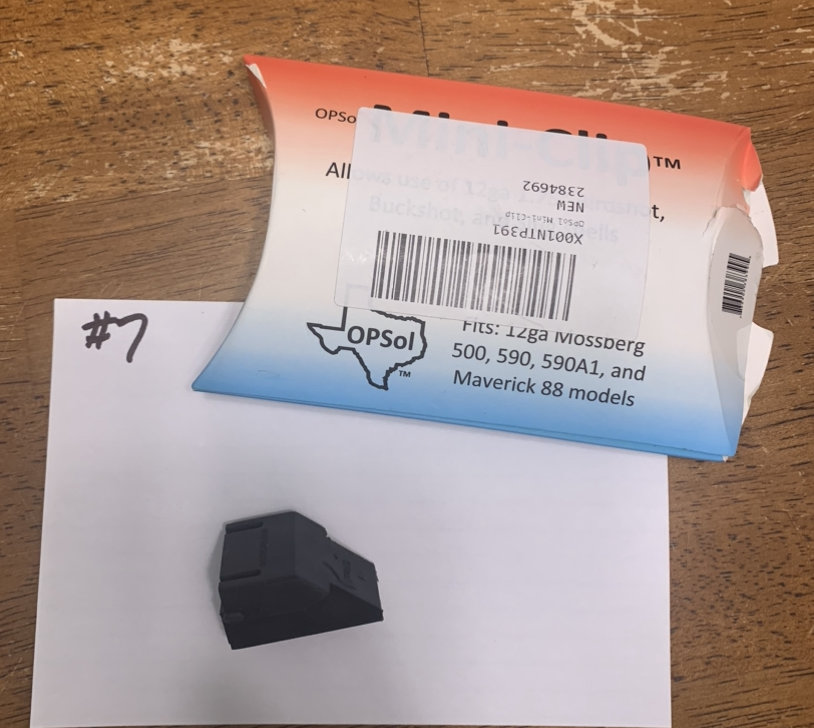 OPSol Mini-Clip™
Allows use of 12ga
Buckshot, and
2384692
NEW
OPSol Mini-Clip
X001NTP391
OPSol
TM
Fits: 12ga Mossberg
500, 590, 590A1, and
Maverick 88 models
#7